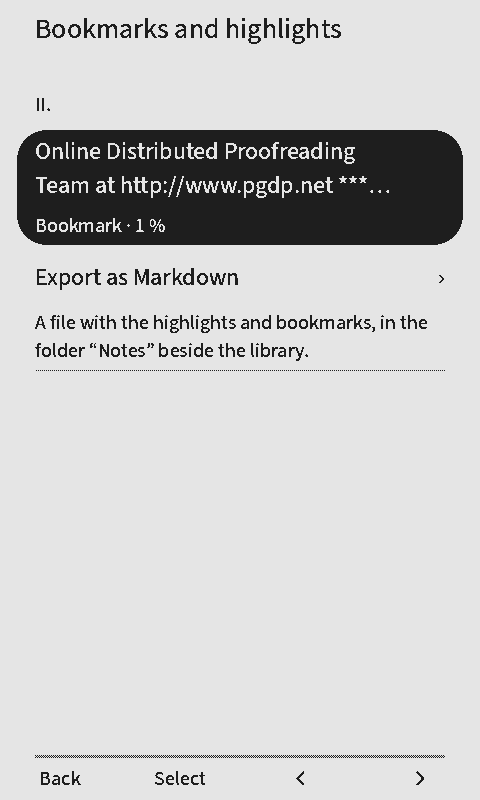 Bookmarks and highlights
II.
Online Distributed Proofreading
Team at http://www.pgdp.net ***…
Bookmark · 1 %
Export as Markdown ›
A file with the highlights and bookmarks, in the
folder “Notes” beside the library.
Back Select < >